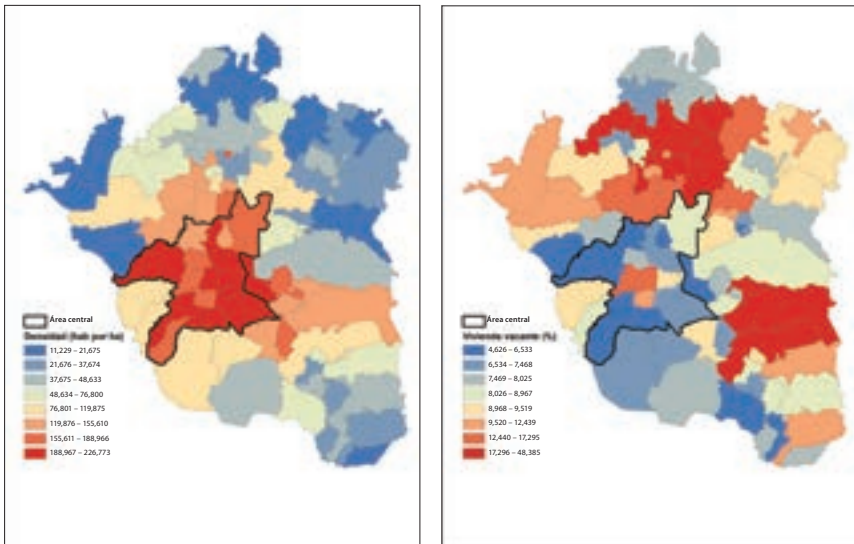 Área central
Densidad (hab por ha)
11,229 – 21,675
21,676 – 37,674
37,675 – 48,633
48,634 – 76,800
76,801 – 119,875
119,876 – 155,610
155,611 – 188,966
188,967 – 226,773
Área central
Vivienda vacante (%)
4,626 – 6,533
6,534 – 7,468
7,469 – 8,025
8,026 – 8,967
8,968 – 9,519
9,520 – 12,439
12,440 – 17,295
17,296 – 48,385